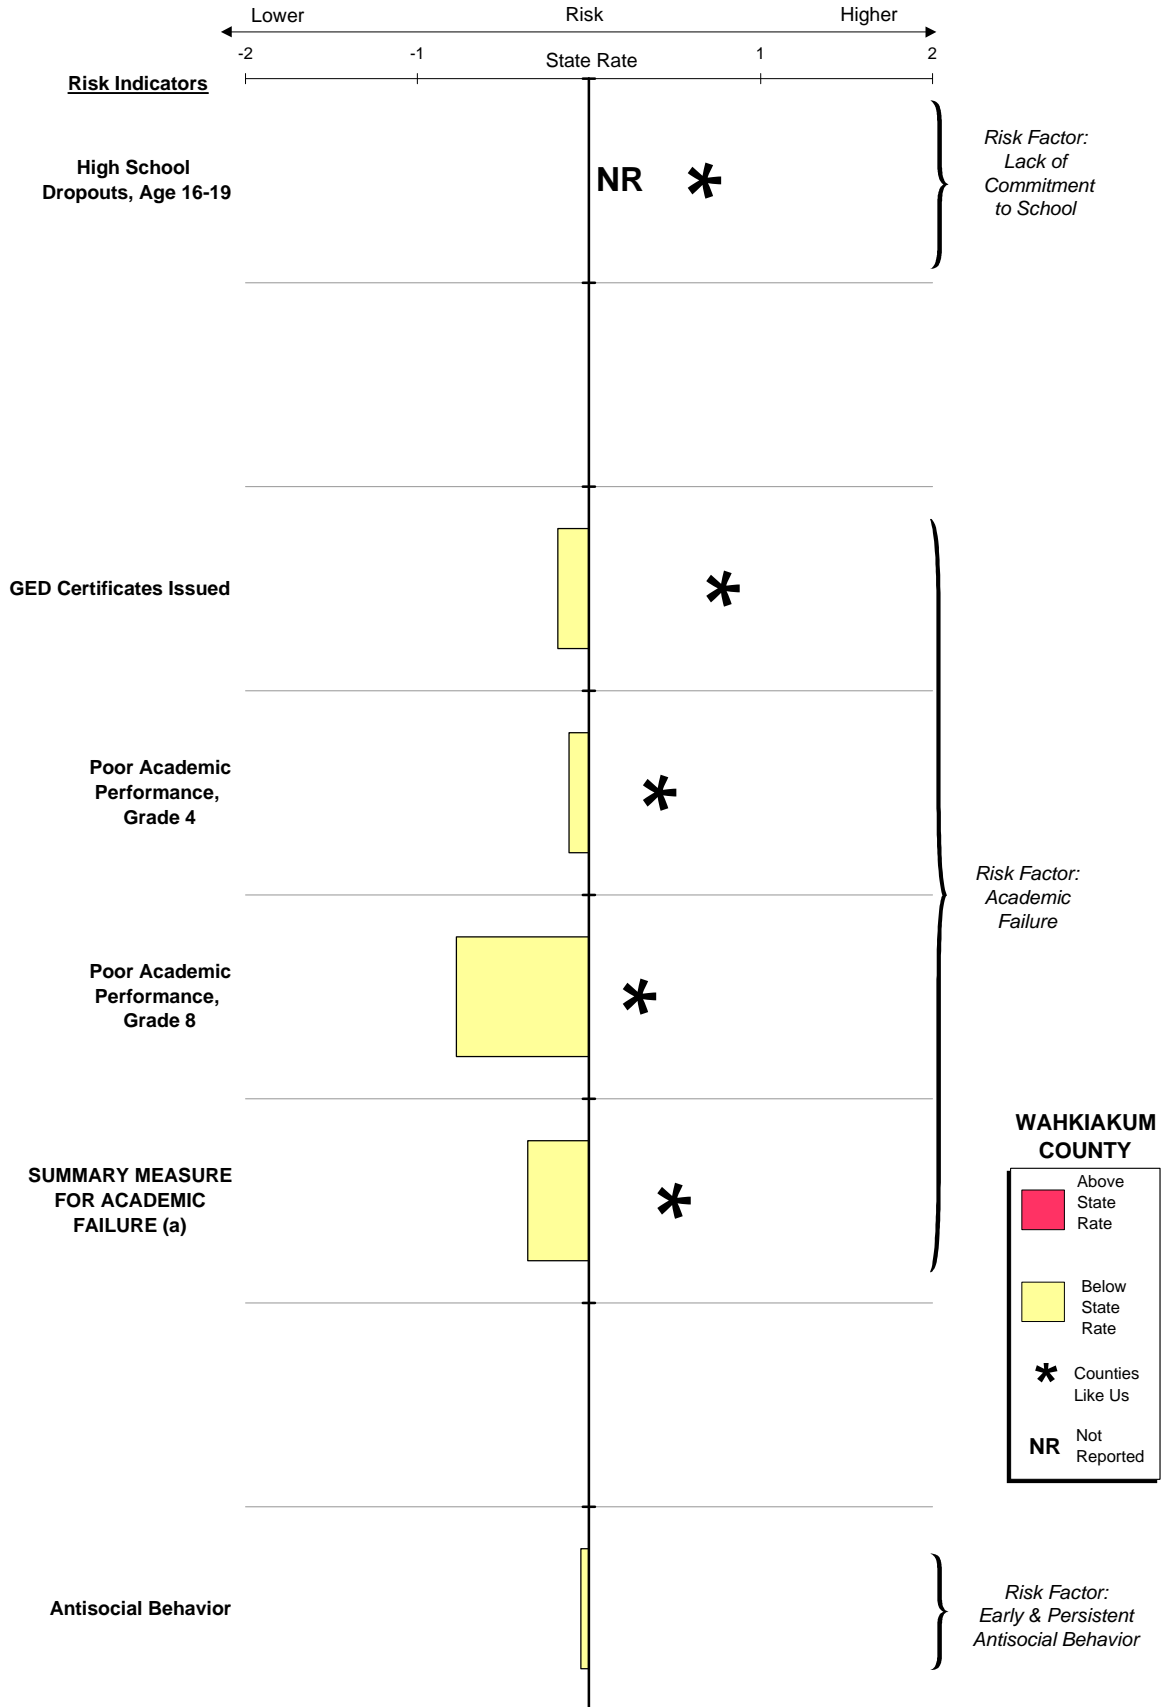 Lower Risk Higher
-2 -1 State Rate 1 2
Risk Indicators
High School
Dropouts, Age 16-19
NR *
Risk Factor:
Lack of
Commitment
to School
GED Certificates Issued
*
Poor Academic
Performance,
Grade 4
*
Risk Factor:
Academic
Failure
Poor Academic
Performance,
Grade 8
*
SUMMARY MEASURE
FOR ACADEMIC
FAILURE (a)
*
WAHKIAKUM
COUNTY
Above
State
Rate
Below
State
Rate
* Counties
Like Us
NR Not
Reported
Antisocial Behavior
Risk Factor:
Early & Persistent
Antisocial Behavior